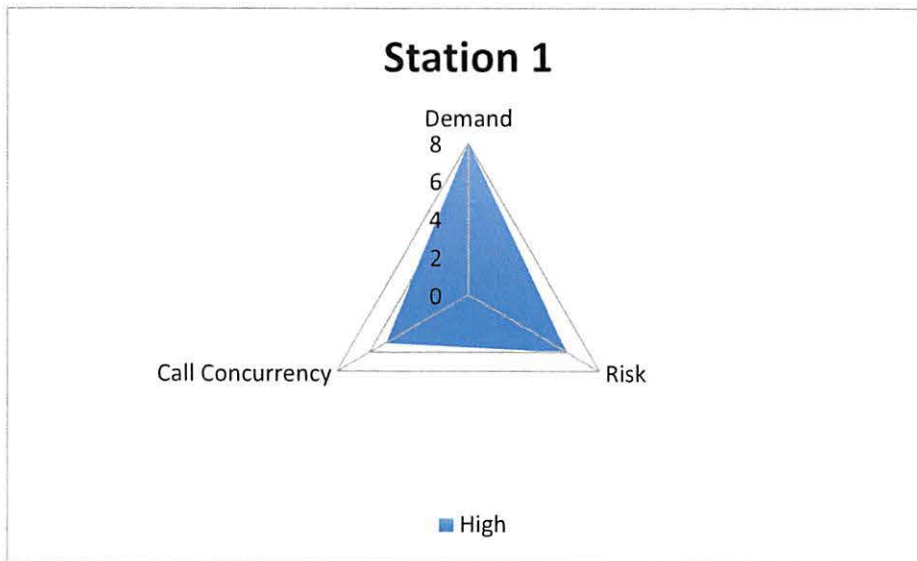 Station 1
Demand
8
6
4
2
0
Call Concurrency
Risk
High